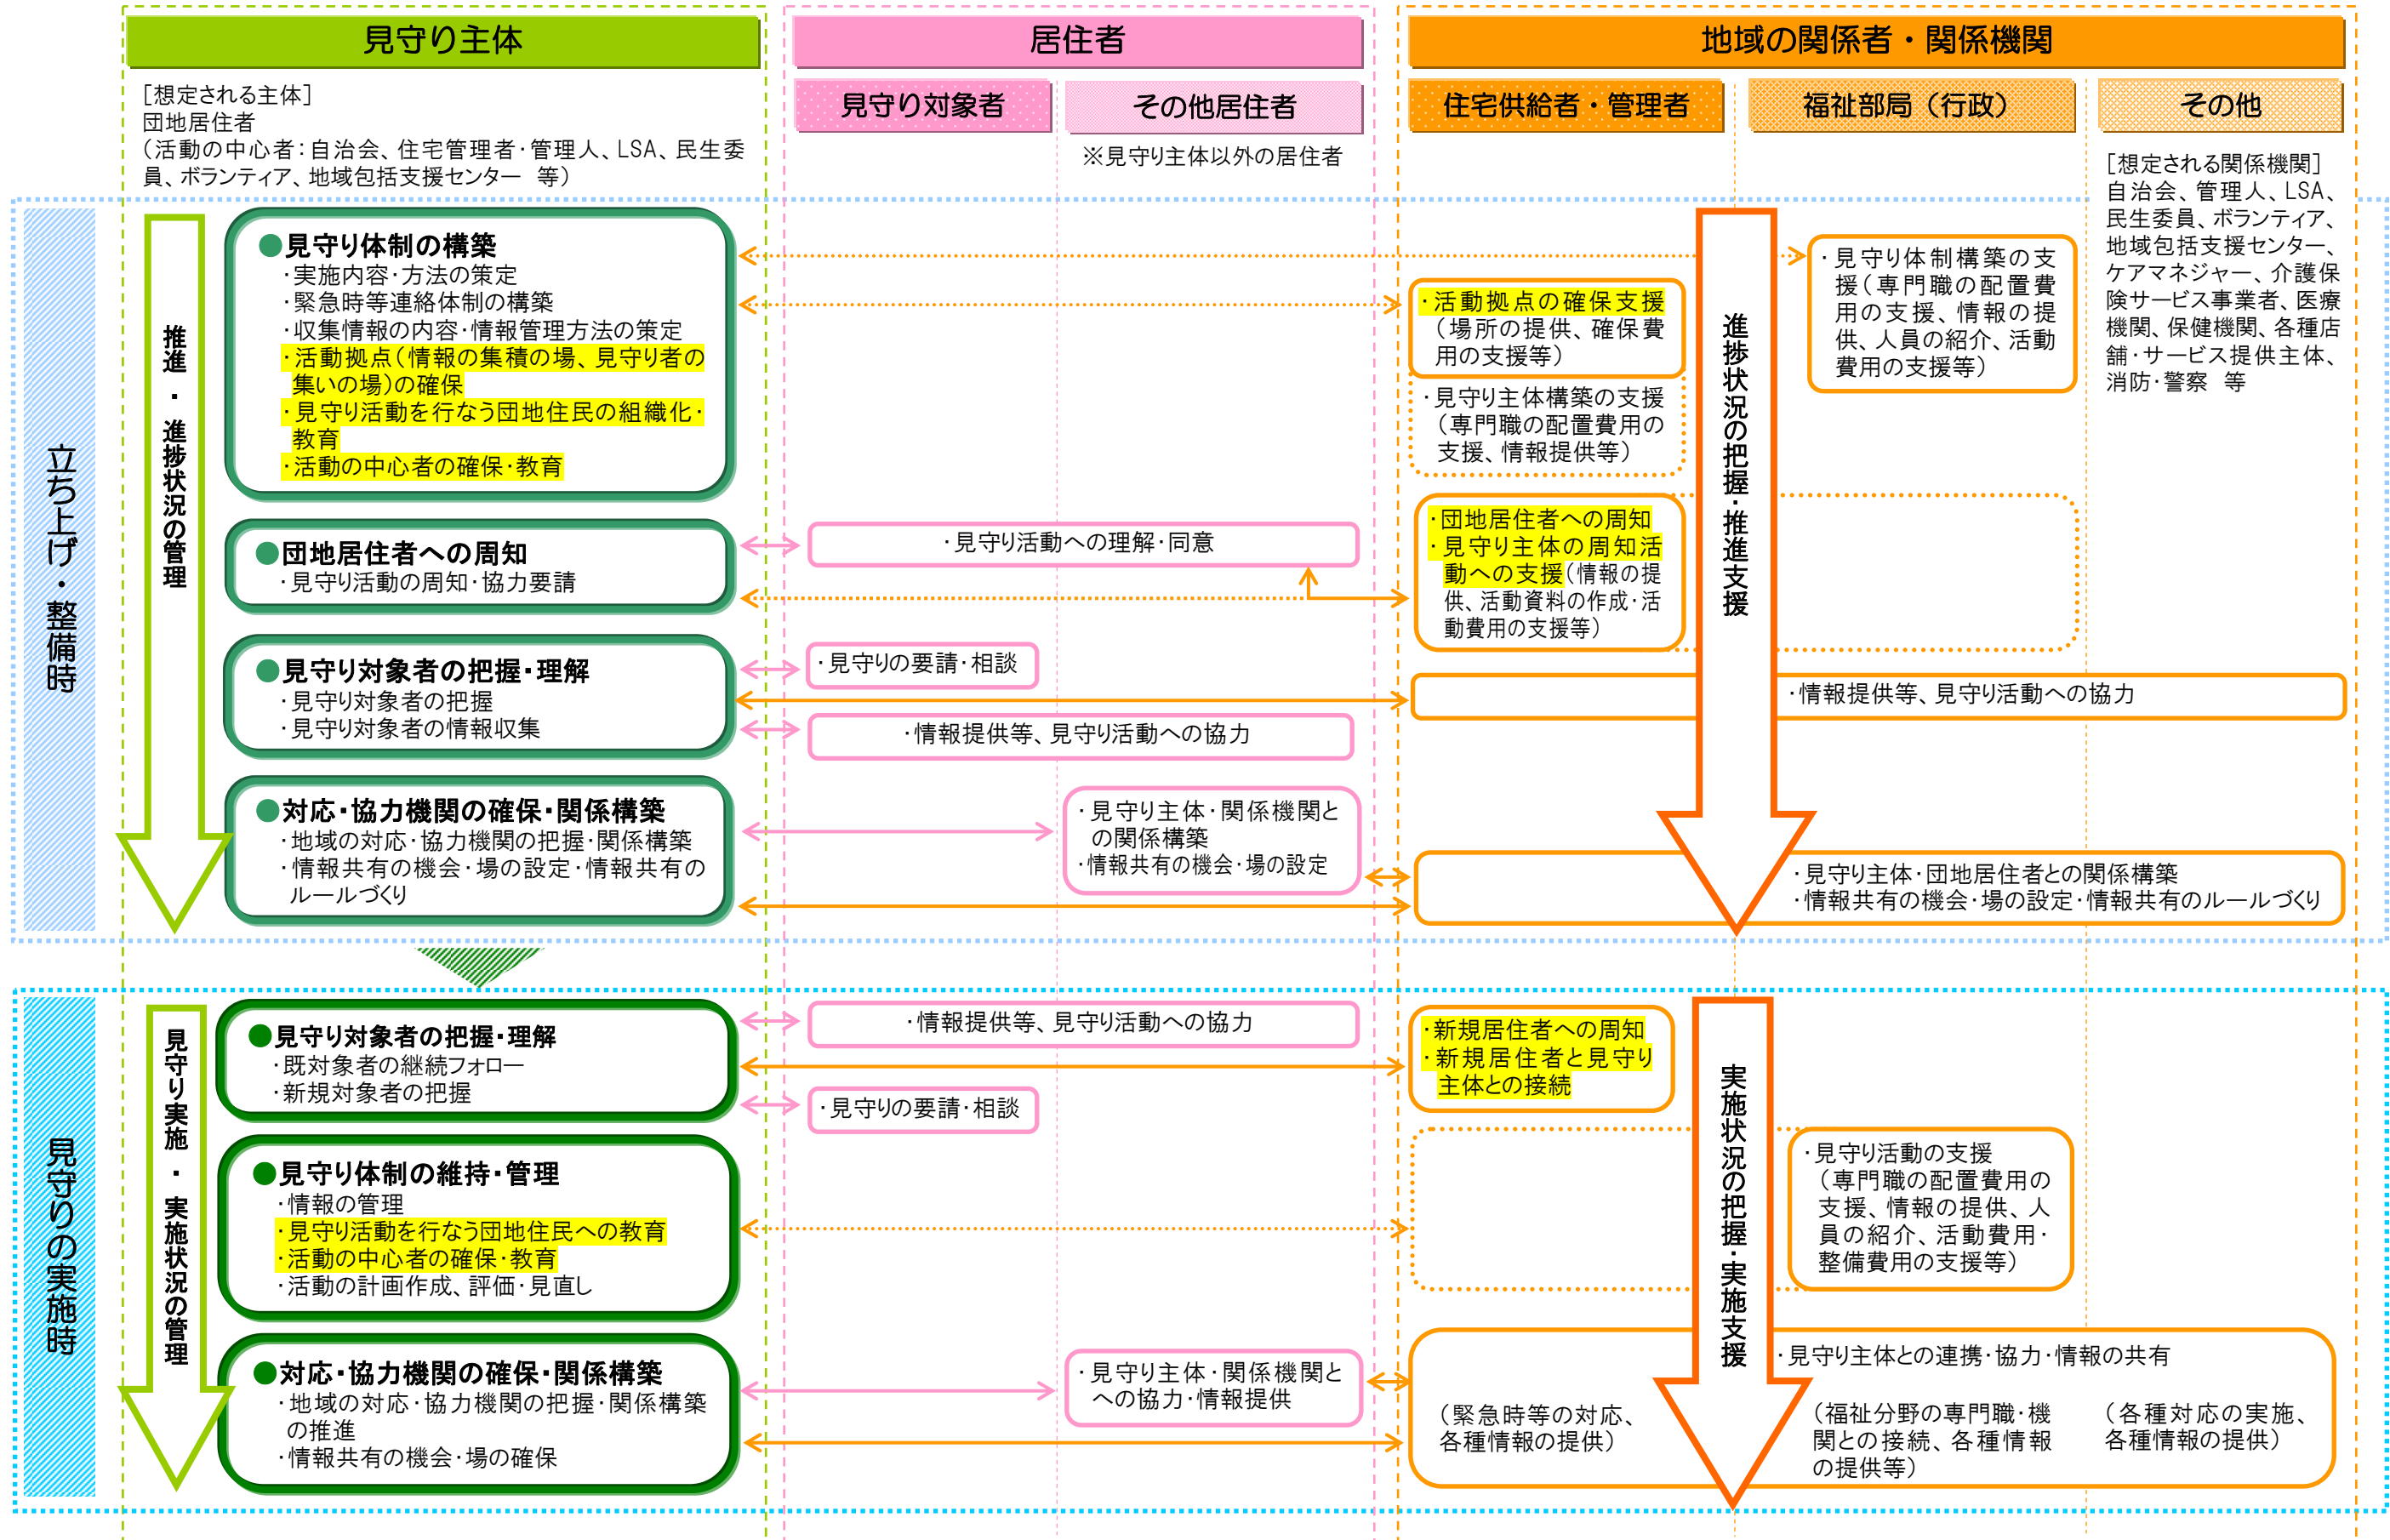 見守り主体
居住者
地域の関係者・関係機関
見守り対象者
その他居住者
住宅供給者・管理者
福祉部局（行政）
その他
［想定される主体］
団地居住者
（活動の中心者：自治会、住宅管理者・管理人、LSA、民生委
員、ボランティア、地域包括支援センター　等）
※見守り主体以外の居住者
［想定される関係機関］
自治会、管理人、LSA、
民生委員、ボランティア、
地域包括支援センター、
ケアマネジャー、介護保
険サービス事業者、医療
機関、保健機関、各種店
舗・サービス提供主体、
消防・警察　等
立ち上げ・整備時
推進・進捗状況の管理
●見守り体制の構築
・実施内容・方法の策定
・緊急時等連絡体制の構築
・収集情報の内容・情報管理方法の策定
・活動拠点（情報の集積の場、見守り者の
集いの場）の確保
・見守り活動を行なう団地住民の組織化・
教育
・活動の中心者の確保・教育
・活動拠点の確保支援
（場所の提供、確保費
用の支援等）
・見守り主体構築の支援
（専門職の配置費用の
支援、情報提供等）
進捗状況の把握・推進支援
・見守り体制構築の支
援（専門職の配置費
用の支援、情報の提
供、人員の紹介、活動
費用の支援等）
●団地居住者への周知
・見守り活動の周知・協力要請
・見守り活動への理解・同意
・団地居住者への周知
・見守り主体の周知活
動への支援（情報の提
供、活動資料の作成・活
動費用の支援等）
●見守り対象者の把握・理解
・見守り対象者の把握
・見守り対象者の情報収集
・見守りの要請・相談
・情報提供等、見守り活動への協力
・情報提供等、見守り活動への協力
●対応・協力機関の確保・関係構築
・地域の対応・協力機関の把握・関係構築
・情報共有の機会・場の設定・情報共有の
ルールづくり
・見守り主体・関係機関と
の関係構築
・情報共有の機会・場の設定
・見守り主体・団地居住者との関係構築
・情報共有の機会・場の設定・情報共有のルールづくり
見守りの実施時
見守り実施・実施状況の管理
●見守り対象者の把握・理解
・既対象者の継続フォロー
・新規対象者の把握
・情報提供等、見守り活動への協力
・見守りの要請・相談
・新規居住者への周知
・新規居住者と見守り
主体との接続
実施状況の把握・実施支援
●見守り体制の維持・管理
・情報の管理
・見守り活動を行なう団地住民への教育
・活動の中心者の確保・教育
・活動の計画作成、評価・見直し
・見守り活動の支援
（専門職の配置費用の
支援、情報の提供、人
員の紹介、活動費用・
整備費用の支援等）
●対応・協力機関の確保・関係構築
・地域の対応・協力機関の把握・関係構築
の推進
・情報共有の機会・場の確保
・見守り主体・関係機関と
への協力・情報提供
・見守り主体との連携・協力・情報の共有
（緊急時等の対応、
各種情報の提供）
（福祉分野の専門職・機
関との接続、各種情報
の提供等）
（各種対応の実施、
各種情報の提供）